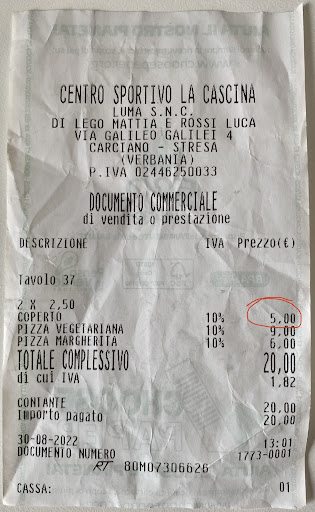 CENTRO SPORTIVO LA CASCINA
LUMA S.N.C.
DI LEGO MATTIA E ROSSI LUCA
VIA GALILEO GALILEI 4
CARCIANO - STRESA
(VERBANIA)
P.IVA 02446250033
DOCUMENTO COMMERCIALE
di vendita o prestazione
DESCRIZIONE IVA Prezzo(€)
Tavolo 37
2 X 2,50
COPERTO 10% 5,00
PIZZA VEGETARIANA 10% 9,00
PIZZA MARGHERITA 10% 6,00
TOTALE COMPLESSIVO 20,00
di cui IVA 1,82
CONTANTE 20,00
Importo pagato 20,00
30-08-2022 13:01
DOCUMENTO NUMERO 1773-0001
RT 80M07306626
CASSA: 01